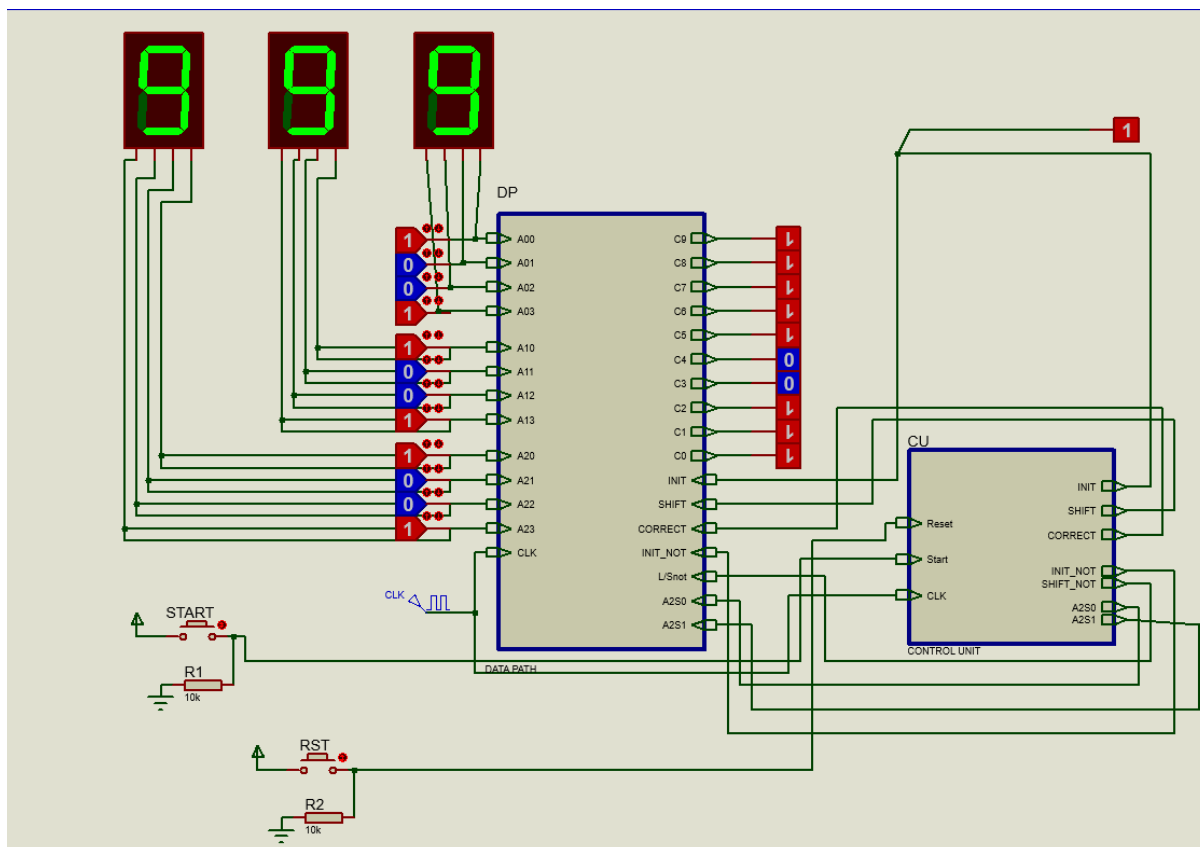 9 9 9
1
DP
1 A00
0 A01
0 A02
1 A03
1 A10
0 A11
0 A12
1 A13
1 A20
0 A21
0 A22
1 A23
CLK
C9 1
C8 1
C7 1
C6 1
C5 1
C4 0
C3 0
C2 1
C1 1
C0 1
INIT
SHIFT
CORRECT
INIT_NOT
L/Snot
A2S0
A2S1
DATA PATH
CLK
CU
Reset
Start
CLK
INIT
SHIFT
CORRECT
INIT_NOT
SHIFT_NOT
A2S0
A2S1
CONTROL UNIT
START
R1
10k
RST
R2
10k